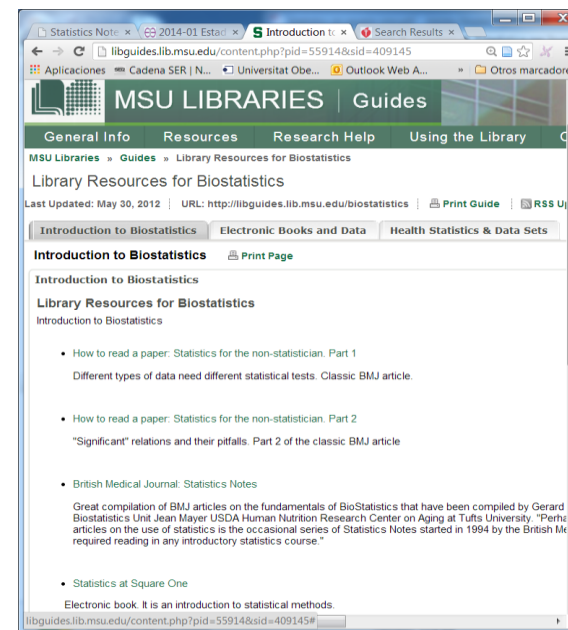 Statistics Note × 2014-01 Estad × Introduction to × Search Results ×
libguides.lib.msu.edu/content.php?pid=55914&sid=409145
Aplicaciones Cadena SER | N... Universitat Obe... Outlook Web A... » Otros marcadore
MSU LIBRARIES | Guides
General Info Resources Research Help Using the Library
MSU Libraries » Guides » Library Resources for Biostatistics
Library Resources for Biostatistics
Last Updated: May 30, 2012 | URL: http://libguides.lib.msu.edu/biostatistics | Print Guide | RSS Up
Introduction to Biostatistics Electronic Books and Data Health Statistics & Data Sets
Introduction to Biostatistics Print Page
Introduction to Biostatistics
Library Resources for Biostatistics
Introduction to Biostatistics
• How to read a paper: Statistics for the non-statistician. Part 1
Different types of data need different statistical tests. Classic BMJ article.
• How to read a paper: Statistics for the non-statistician. Part 2
"Significant" relations and their pitfalls. Part 2 of the classic BMJ article
• British Medical Journal: Statistics Notes
Great compilation of BMJ articles on the fundamentals of BioStatistics that have been compiled by Gerard
Biostatistics Unit Jean Mayer USDA Human Nutrition Research Center on Aging at Tufts University. "Perha
articles on the use of statistics is the occasional series of Statistics Notes started in 1994 by the British Me
required reading in any introductory statistics course."
• Statistics at Square One
Electronic book. It is an introduction to statistical methods.
libguides.lib.msu.edu/content.php?pid=55914&sid=409145#